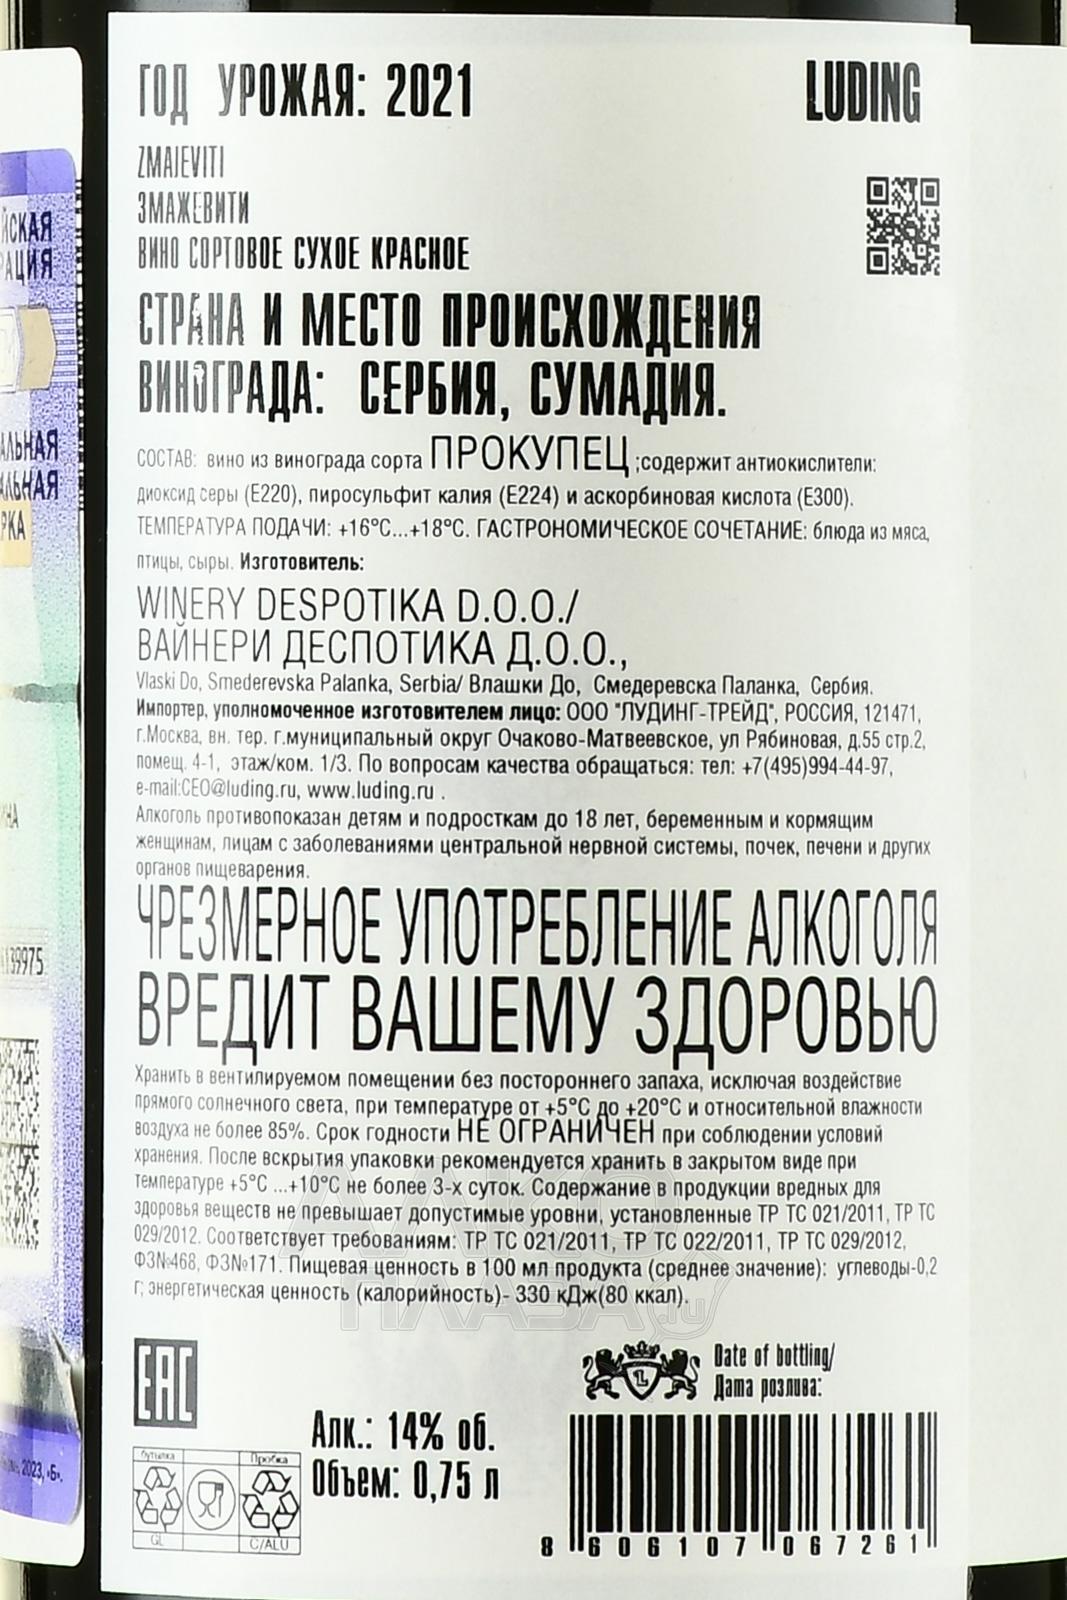 ЙСКАЯ
РАЦИЯ
АЛЬНАЯ
АЛЬНАЯ
РКА
139975
2023, «Б».
ГОД УРОЖАЯ: 2021
LUDING
ZMAJEVITI
ЗМАЖЕВИТИ
ВИНО СОРТОВОЕ СУХОЕ КРАСНОЕ
СТРАНА И МЕСТО ПРОИСХОЖДЕНИЯ
ВИНОГРАДА: СЕРБИЯ, СУМАДИЯ.
СОСТАВ: вино из винограда сорта ПРОКУПЕЦ ;содержит антиокислители:
диоксид серы (Е220), пиросульфит калия (Е224) и аскорбиновая кислота (Е300).
ТЕМПЕРАТУРА ПОДАЧИ: +16°С...+18°С. ГАСТРОНОМИЧЕСКОЕ СОЧЕТАНИЕ: блюда из мяса,
птицы, сыры. Изготовитель:
WINERY DESPOTIKA D.O.O./
ВАЙНЕРИ ДЕСПОТИКА Д.О.О.,
Vlaski Do, Smederevska Palanka, Serbia/ Влашки До, Смедеревска Паланка, Сербия.
Импортер, уполномоченное изготовителем лицо: ООО "ЛУДИНГ-ТРЕЙД", РОССИЯ, 121471,
г.Москва, вн. тер. г.муниципальный округ Очаково-Матвеевское, ул Рябиновая, д.55 стр.2,
помещ. 4-1, этаж/ком. 1/3. По вопросам качества обращаться: тел: +7(495)994-44-97,
e-mail:CEO@luding.ru, www.luding.ru .
Алкоголь противопоказан детям и подросткам до 18 лет, беременным и кормящим
женщинам, лицам с заболеваниями центральной нервной системы, почек, печени и других
органов пищеварения.
ЧРЕЗМЕРНОЕ УПОТРЕБЛЕНИЕ АЛКОГОЛЯ
ВРЕДИТ ВАШЕМУ ЗДОРОВЬЮ
Хранить в вентилируемом помещении без постороннего запаха, исключая воздействие
прямого солнечного света, при температуре от +5°С до +20°С и относительной влажности
воздуха не более 85%. Срок годности НЕ ОГРАНИЧЕН при соблюдении условий
хранения. После вскрытия упаковки рекомендуется хранить в закрытом виде при
температуре +5°С ...+10°С не более 3-х суток. Содержание в продукции вредных для
здоровья веществ не превышает допустимые уровни, установленные ТР ТС 021/2011, ТР ТС
029/2012. Соответствует требованиям: ТР ТС 021/2011, ТР ТС 022/2011, ТР ТС 029/2012,
ФЗ№468, ФЗ№171. Пищевая ценность в 100 мл продукта (среднее значение): углеводы-0,2
г; энергетическая ценность (калорийность)- 330 кДж(80 ккал).
АЛКО
ПЛАЗА.ru
EAC
Date of bottling/
Дата розлива:
Алк.: 14% об.
Объем: 0,75 л
бутылка
Пробка
GL
C/ALU
8 606107 067261